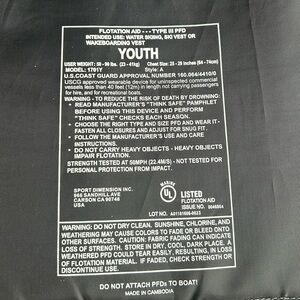 FLOTATION AID - - - TYPE III PFD
INTENDED USE: WATER SKIING, SKI VEST OR
WAKEBOARDING VEST
YOUTH
USER WEIGHT: 50 - 90 lbs. (23 - 41kg) Chest Size: 25 - 29 Inches (64 - 74cm)
MODEL: 1701Y Style: A
U.S.COAST GUARD APPROVAL NUMBER 160.064/4410/0
USCG approved wearable device for uninspected commercial
vessels less than 40 feet (12m) in length not carrying passengers
for hire, and for recreational boats.
WARNING - TO REDUCE THE RISK OF DEATH BY DROWNING:
• READ MANUFACTURER'S "THINK SAFE" PAMPHLET
BEFORE USING THIS DEVICE AND PERFORM
"THINK SAFE" CHECKS EACH SEASON.
• CHOOSE THE RIGHT TYPE AND SIZE PFD AND WEAR IT -
FASTEN ALL CLOSURES AND ADJUST FOR SNUG FIT.
• FOLLOW MANUFACTURER'S USE AND CARE
INSTRUCTIONS.
• DO NOT CARRY HEAVY OBJECTS - HEAVY OBJECTS
IMPAIR FLOTATION.
STRENGTH TESTED AT 50MPH (22.4M/S) - NOT TESTED FOR
PERSONAL PROTECTION FROM IMPACT.
SPORT DIMENSION INC.
966 SANDHILL AVE
CARSON CA 90746
USA
MARINE
UL
LISTED
FLOTATION AID
ISSUE NO.
LOT NO.
WARNING: DO NOT DRY CLEAN. SUNSHINE, CHLORINE, AND
WEATHERING MAY CAUSE COLORS TO FADE OR BLEED ONTO
OTHER SURFACES. CAUTION: FABRIC FADING CAN INDICATE
LOSS OF STRENGTH. STORE IN DRY, COOL, DARK PLACE. A
WEATHERED PFD COULD TEAR EASILY, RESULTING, IN LOSS
OF FLOTATION MATERIAL. IF FADED, CHECK STRENGTH OR
DISCONTINUE USE.
DO NOT ATTACH PFDs TO BOAT!
MADE IN CAMBODIA